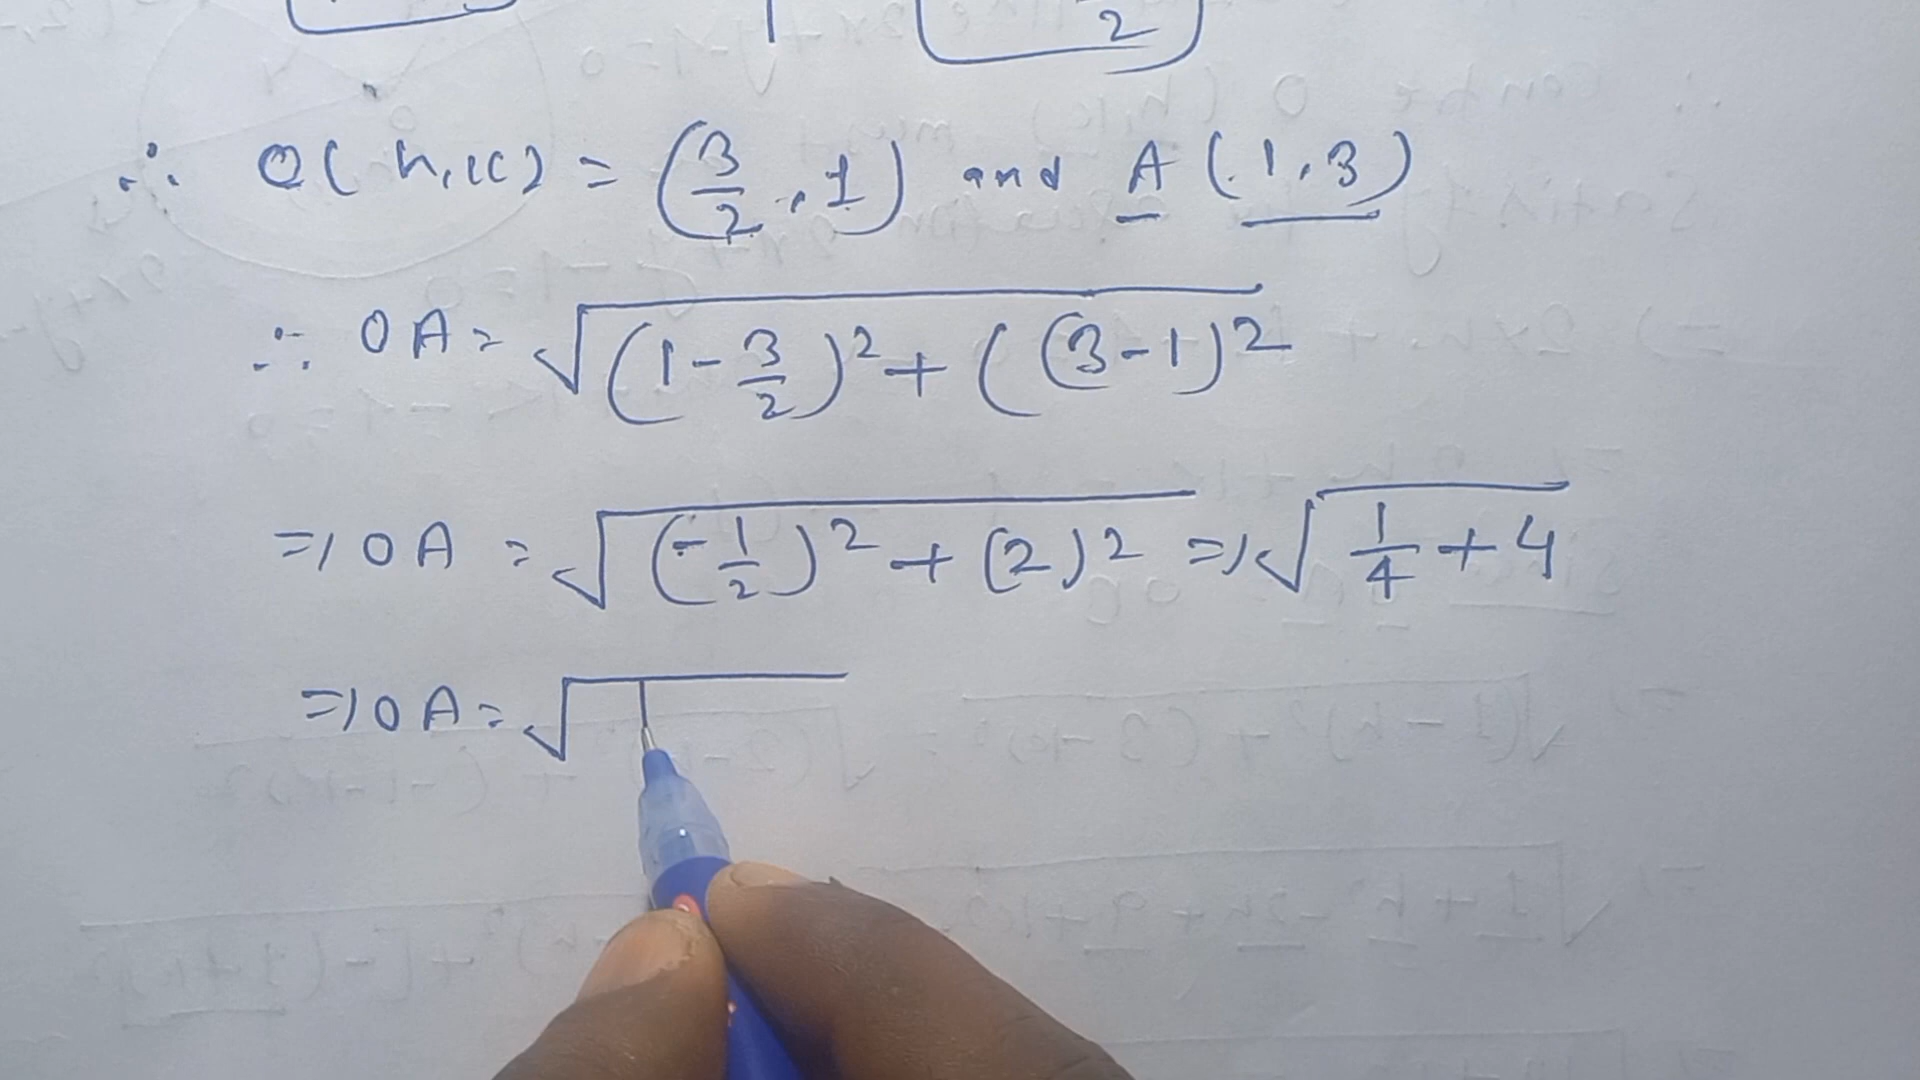 2
∴ O(h,k) = (3/2, 1) and A(1,3)
∴ OA = √(1-3/2)² + ((3-1)²
⇒ OA = √(-1/2)² + (2)² ⇒ √1/4 + 4
⇒ OA = √1